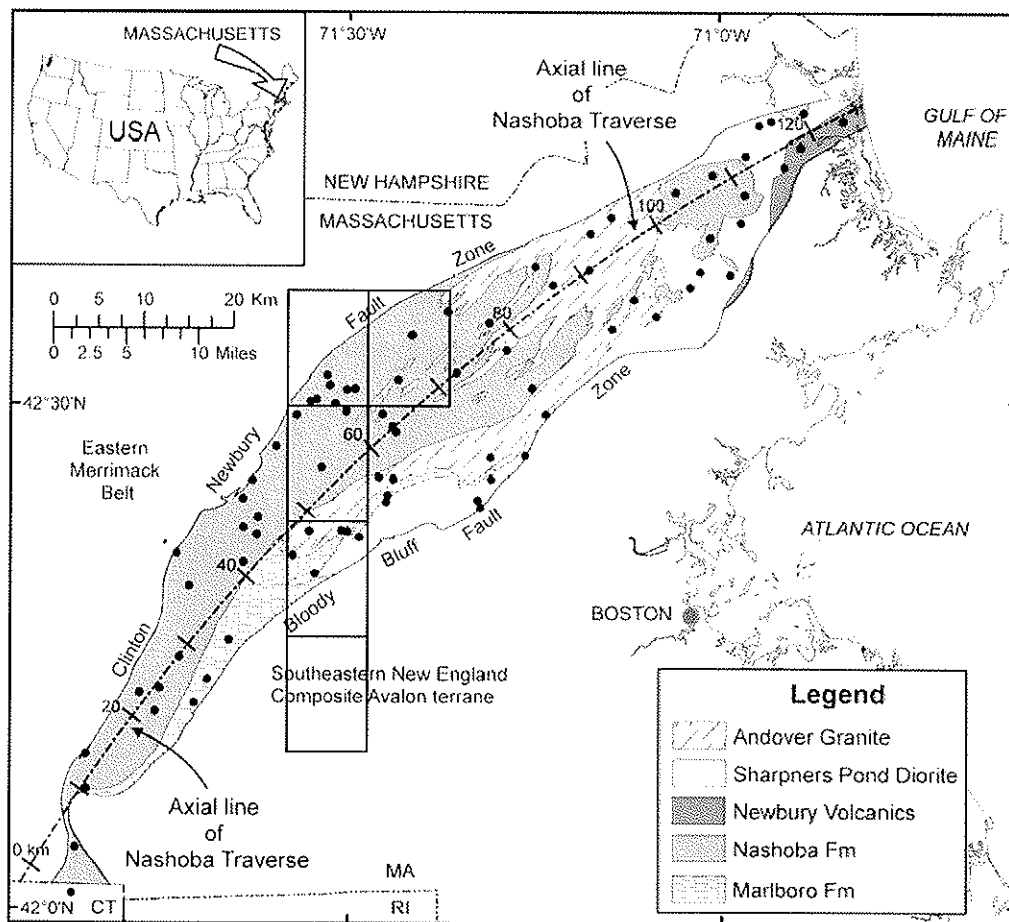 71°30'W
71°0'W
MASSACHUSETTS
USA
Axial line
of
Nashoba Traverse
GULF OF
MAINE
NEW HAMPSHIRE
MASSACHUSETTS
120
100
80
60
40
20
0 km
0 10 20 Km
0 2.5 5 10 Miles
Clinton
Newbury
Fault
Zone
Bloody
Bluff
Fault
Zone
42°30'N
Eastern
Merrimack
Belt
ATLANTIC OCEAN
BOSTON
Southeastern New England
Composite Avalon terrane
Axial line
of
Nashoba Traverse
MA
RI
CT
42°0'N
Legend
Andover Granite
Sharpners Pond Diorite
Newbury Volcanics
Nashoba Fm
Marlboro Fm